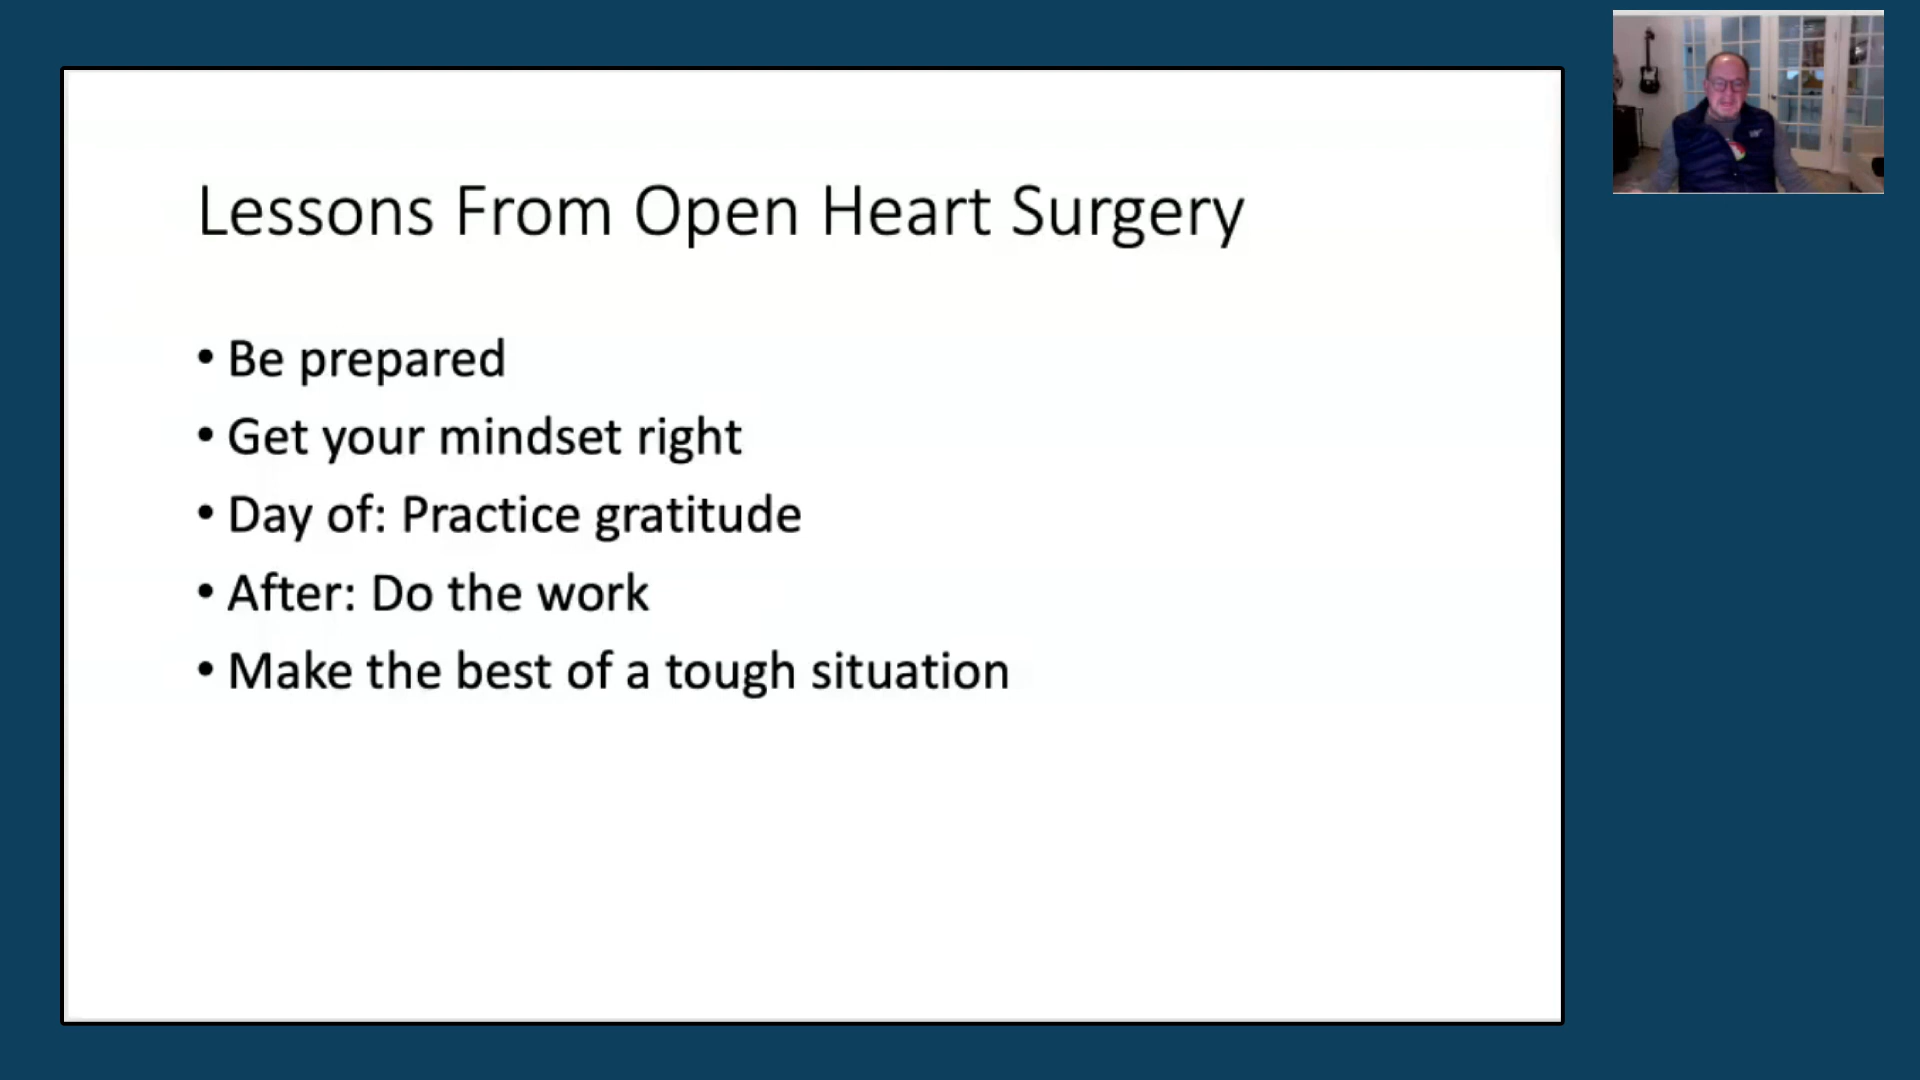 Lessons From Open Heart Surgery
• Be prepared
• Get your mindset right
• Day of: Practice gratitude
• After: Do the work
• Make the best of a tough situation